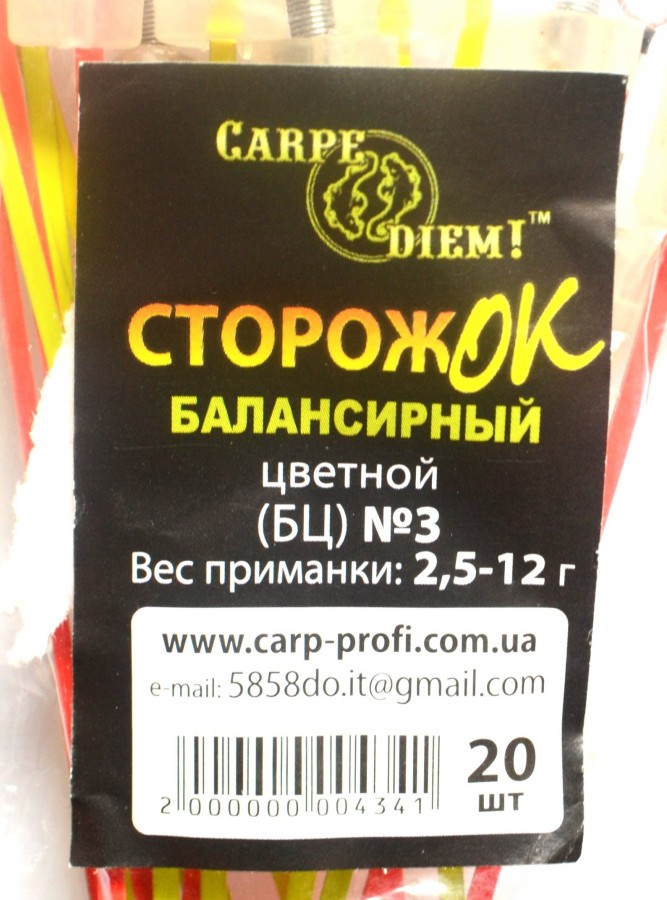 CARPE
DIEM!™
СТОРОЖОК
БАЛАНСИРНЫЙ
цветной
(БЦ) №3
Вес приманки: 2,5-12 г
www.carp-profi.com.ua
e-mail: 5858do.it@gmail.com
20
шт
2 000000 004341